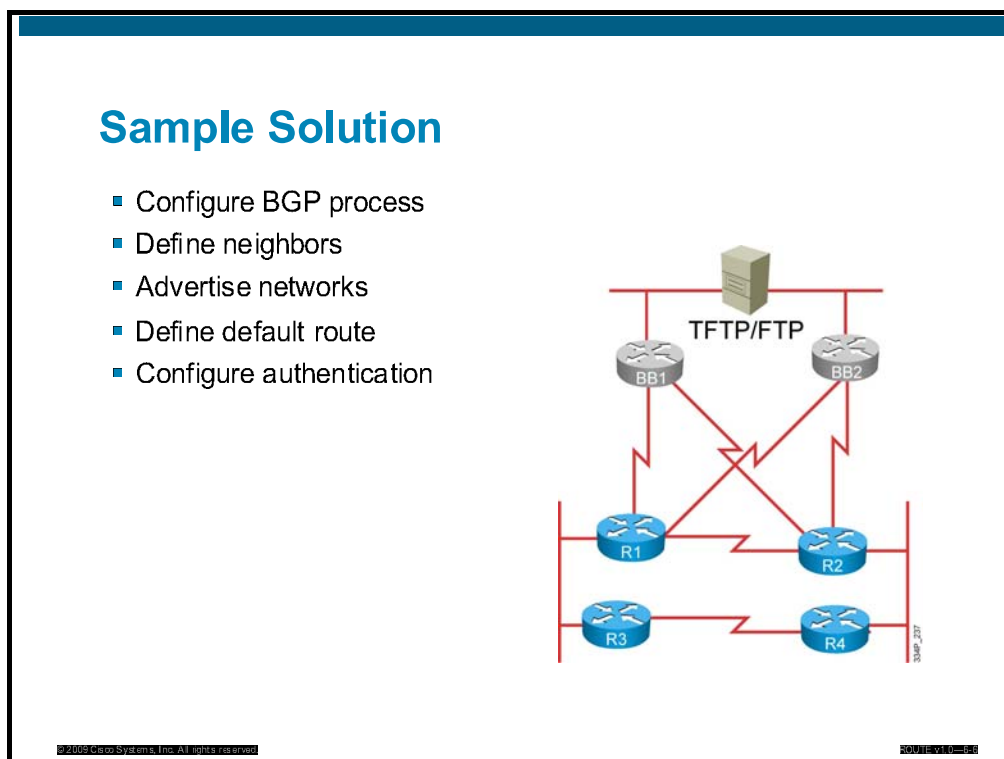 Sample Solution
Configure BGP process
Define neighbors
Advertise networks
Define default route
Configure authentication
TFTP/FTP
BB1
BB2
R1
R2
R3
R4
334P_237
© 2009 Cisco Systems, Inc. All rights reserved.
ROUTE v1.0—6-6